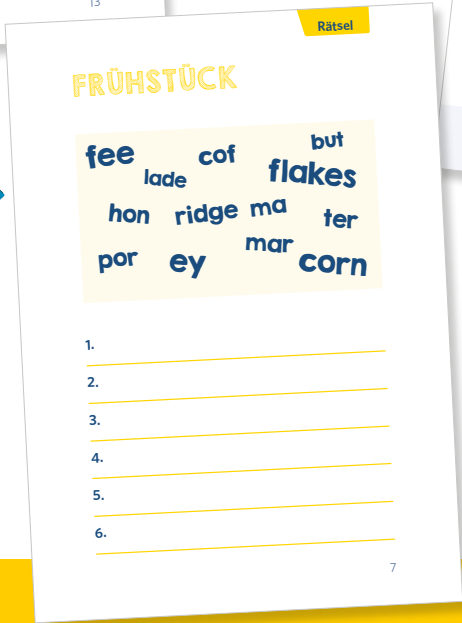 13
Rätsel
FRÜHSTÜCK
but
fee cof
lade flakes
hon ridge ma ter
mar
por ey corn
1.
2.
3.
4.
5.
6.
7